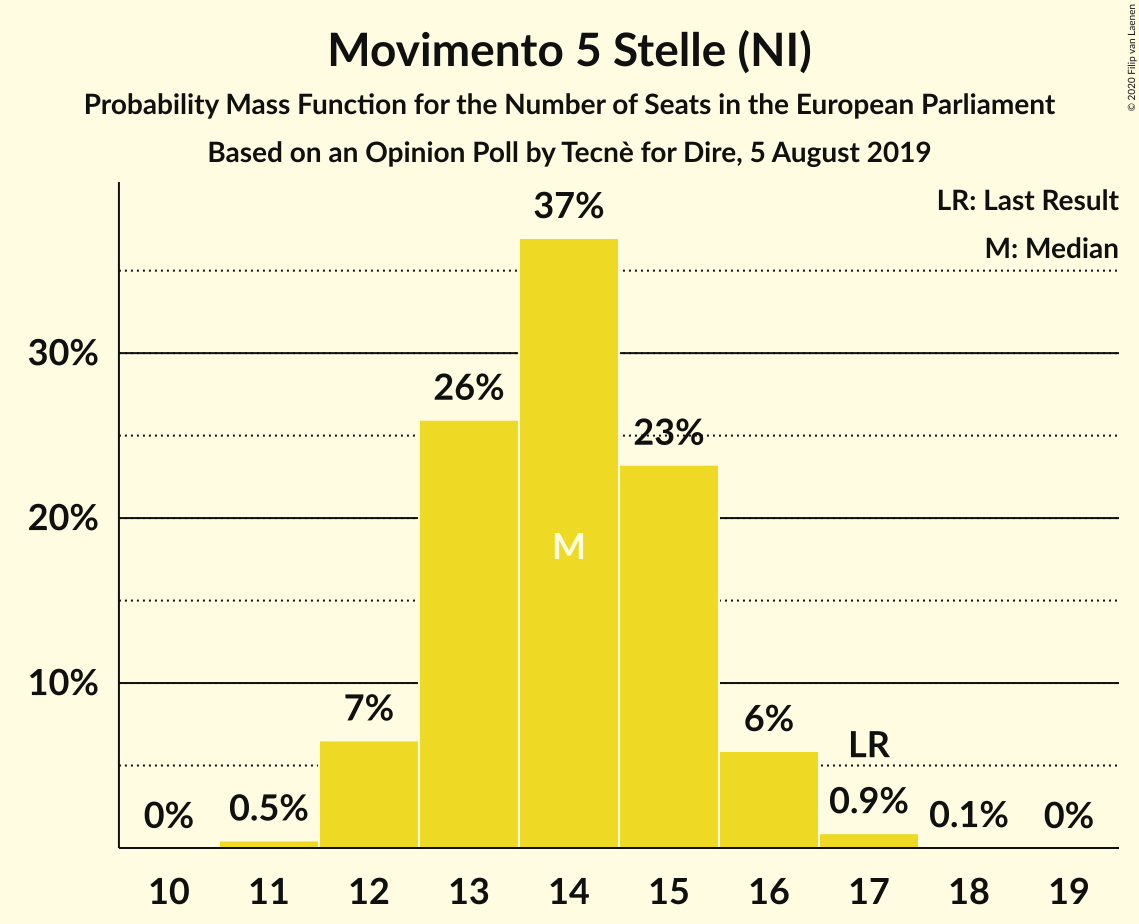 Movimento 5 Stelle (NI)
Probability Mass Function for the Number of Seats in the European Parliament
Based on an Opinion Poll by Tecnè for Dire, 5 August 2019
© 2020 Filip van Laenen
LR: Last Result
M: Median
37%
30%
26%
23%
20%
M
10%
7%
6%
LR
0%
0.5%
0.9%
0.1%
0%
10 11 12 13 14 15 16 17 18 19